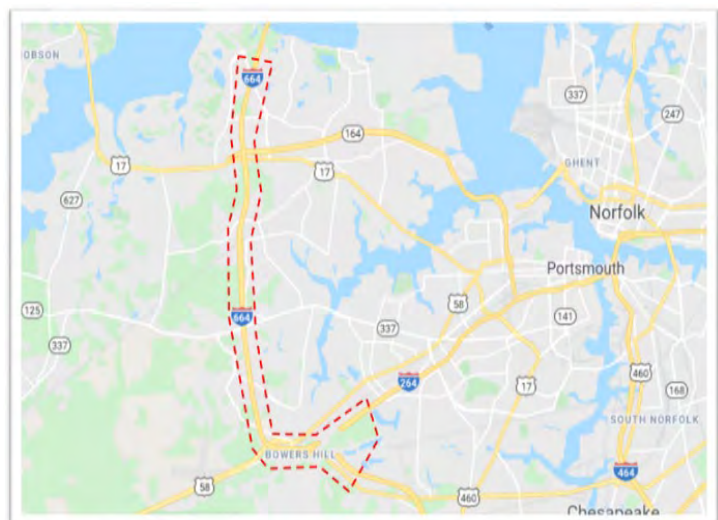 OBSON
664
337
247
164
17
17
GHENT
627
Norfolk
Portsmouth
125
58
664
337
141
337
264
460
17
168
SOUTH NORFOLK
BOWERS HILL
464
58
460
Chesapeake